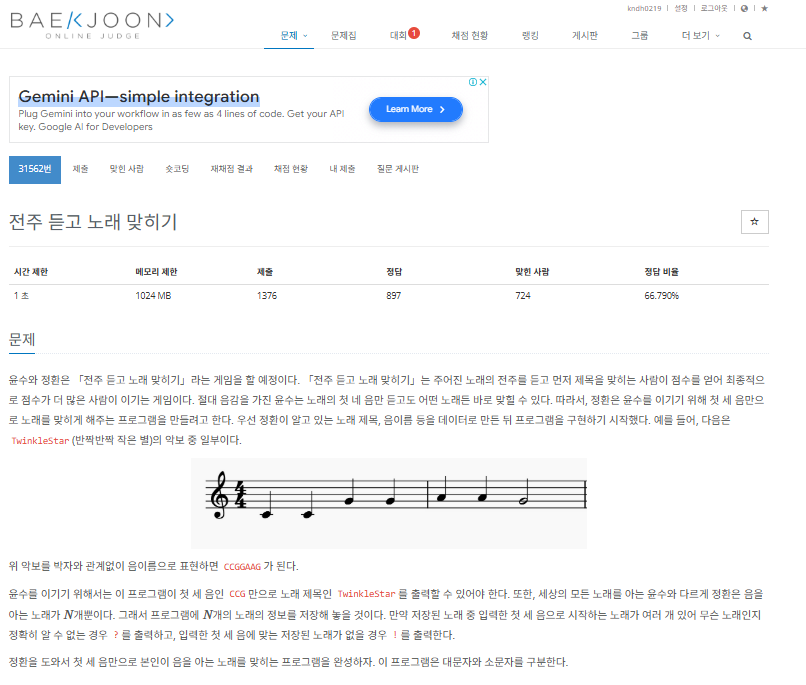 kndh0219 | 설정 | 로그아웃 |
BAE/<JOON>
ONLINE JUDGE
문제 문제집 대회 1 채점 현황 랭킹 게시판 그룹 더 보기
Gemini API—simple integration
Plug Gemini into your workflow in as few as 4 lines of code. Get your API
key. Google AI for Developers
Learn More
31562번 제출 맞힌 사람 숏코딩 재채점 결과 채점 현황 내 제출 질문 게시판
전주 듣고 노래 맞히기
시간 제한 메모리 제한 제출 정답 맞힌 사람 정답 비율
1 초 1024 MB 1376 897 724 66.790%
문제
윤수와 정환은 「전주 듣고 노래 맞히기」라는 게임을 할 예정이다. 「전주 듣고 노래 맞히기」는 주어진 노래의 전주를 듣고 먼저 제목을 맞히는 사람이 점수를 얻어 최종적으
로 점수가 더 많은 사람이 이기는 게임이다. 절대 음감을 가진 윤수는 노래의 첫 네 음만 듣고도 어떤 노래든 바로 맞힐 수 있다. 따라서, 정환은 윤수를 이기기 위해 첫 세 음만으
로 노래를 맞히게 해주는 프로그램을 만들려고 한다. 우선 정환이 알고 있는 노래 제목, 음이름 등을 데이터로 만든 뒤 프로그램을 구현하기 시작했다. 예를 들어, 다음은
TwinkleStar (반짝반짝 작은 별)의 악보 중 일부이다.
위 악보를 박자와 관계없이 음이름으로 표현하면 CCGGAAG 가 된다.
윤수를 이기기 위해서는 이 프로그램이 첫 세 음인 CCG 만으로 노래 제목인 TwinkleStar 를 출력할 수 있어야 한다. 또한, 세상의 모든 노래를 아는 윤수와 다르게 정환은 음을
아는 노래가 N개뿐이다. 그래서 프로그램에 N개의 노래의 정보를 저장해 놓을 것이다. 만약 저장된 노래 중 입력한 첫 세 음으로 시작하는 노래가 여러 개 있어 무슨 노래인지
정확히 알 수 없는 경우 ? 를 출력하고, 입력한 첫 세 음에 맞는 저장된 노래가 없을 경우 ! 를 출력한다.
정환을 도와서 첫 세 음만으로 본인이 음을 아는 노래를 맞히는 프로그램을 완성하자. 이 프로그램은 대문자와 소문자를 구분한다.